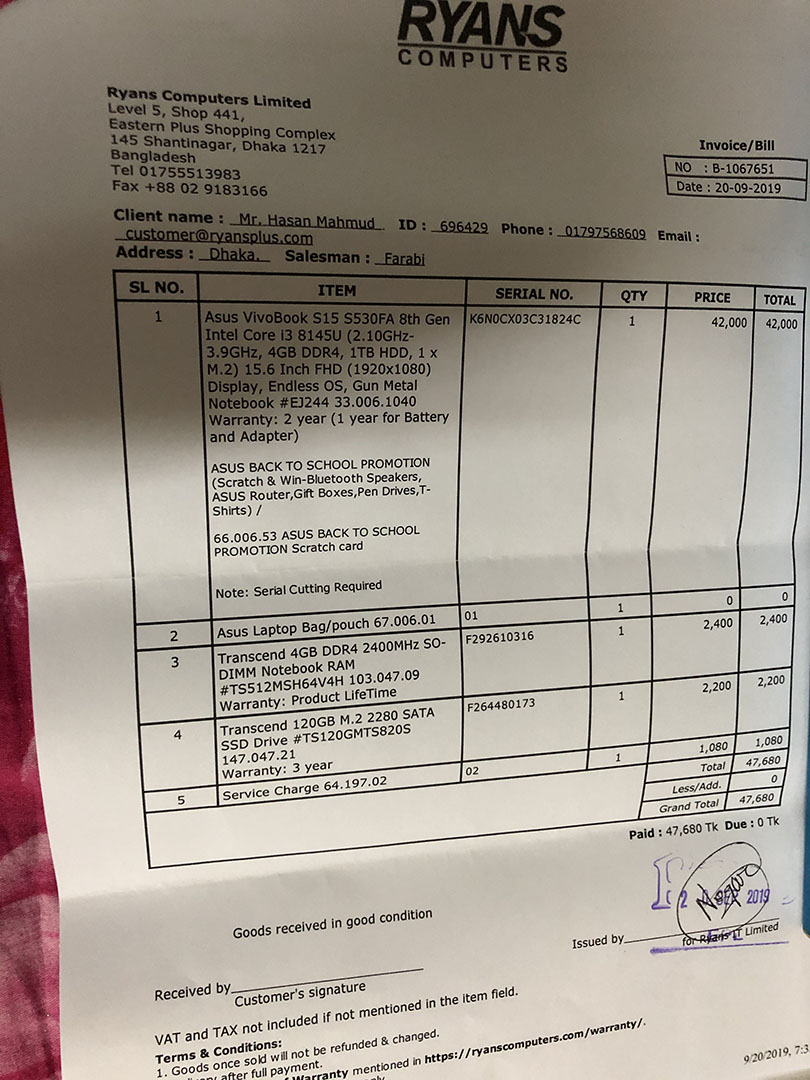 RYANS
COMPUTERS
Ryans Computers Limited
Level 5, Shop 441,
Eastern Plus Shopping Complex
145 Shantinagar, Dhaka 1217
Bangladesh
Tel 01755513983
Fax +88 02 9183166
Invoice/Bill
NO : B-1067651
Date : 20-09-2019
Client name : Mr. Hasan Mahmud ID : 696429 Phone : 01797568609 Email :
customer@ryansplus.com
Address : Dhaka. Salesman : Farabi
SL NO. ITEM SERIAL NO. QTY PRICE TOTAL
1 Asus VivoBook S15 S530FA 8th Gen K6N0CX03C31824C 1 42,000 42,000
Intel Core i3 8145U (2.10GHz-
3.9GHz, 4GB DDR4, 1TB HDD, 1 x
M.2) 15.6 Inch FHD (1920x1080)
Display, Endless OS, Gun Metal
Notebook #EJ244 33.006.1040
Warranty: 2 year (1 year for Battery
and Adapter)
ASUS BACK TO SCHOOL PROMOTION
(Scratch & Win-Bluetooth Speakers,
ASUS Router,Gift Boxes,Pen Drives,T-
Shirts) /
66.006.53 ASUS BACK TO SCHOOL
PROMOTION Scratch card
Note: Serial Cutting Required
2 Asus Laptop Bag/pouch 67.006.01 01 1 0 0
3 Transcend 4GB DDR4 2400MHz SO- F292610316 1 2,400 2,400
DIMM Notebook RAM
#TS512MSH64V4H 103.047.09
Warranty: Product LifeTime
4 Transcend 120GB M.2 2280 SATA F264480173 1 2,200 2,200
SSD Drive #TS120GMTS820S
147.047.21
Warranty: 3 year
5 Service Charge 64.197.02 02 1 1,080 1,080
Total 47,680
Less/Add. 0
Grand Total 47,680
Paid : 47,680 Tk Due : 0 Tk
2019
Goods received in good condition
Issued by
for Ryans IT Limited
Received by
Customer's signature
VAT and TAX not included if not mentioned in the item field.
Terms & Conditions:
1. Goods once sold will not be refunded & changed.
after full payment.
Warranty mentioned in https://ryanscomputers.com/warranty/.
9/20/2019, 7:3